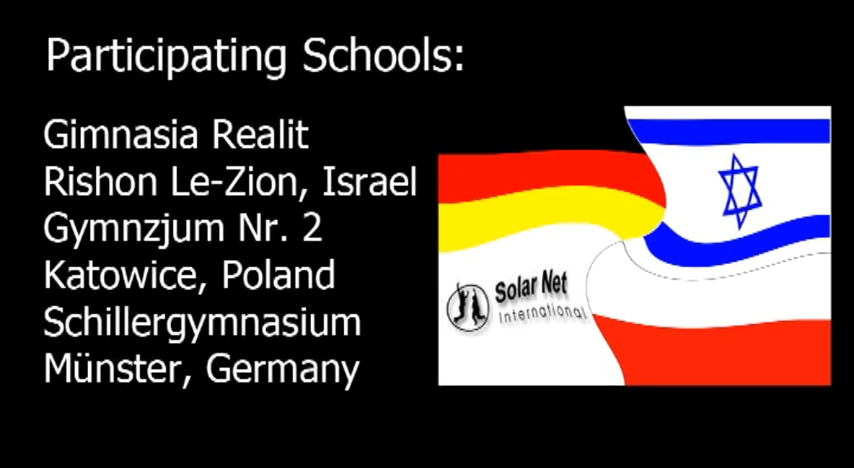 Participating Schools:
Gimnasia Realit
Rishon Le-Zion, Israel
Gymnzjum Nr. 2
Katowice, Poland
Schillergymnasium
Münster, Germany
Solar Net
International